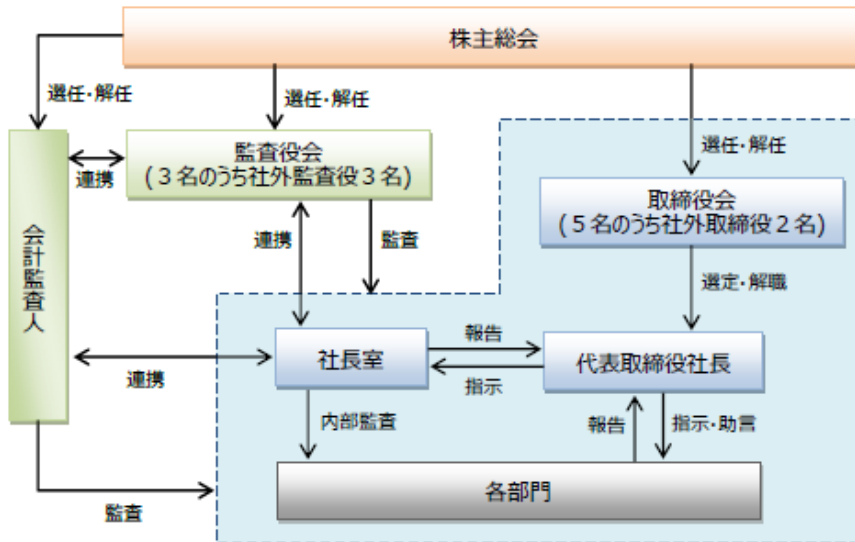 株主総会
選任・解任
選任・解任
選任・解任
監査役会
(３名のうち社外監査役３名)
連携
取締役会
(５名のうち社外取締役２名)
会計監査人
連携
監査
選定・解職
報告
社長室
代表取締役社長
連携
指示
内部監査
報告
指示・助言
各部門
監査